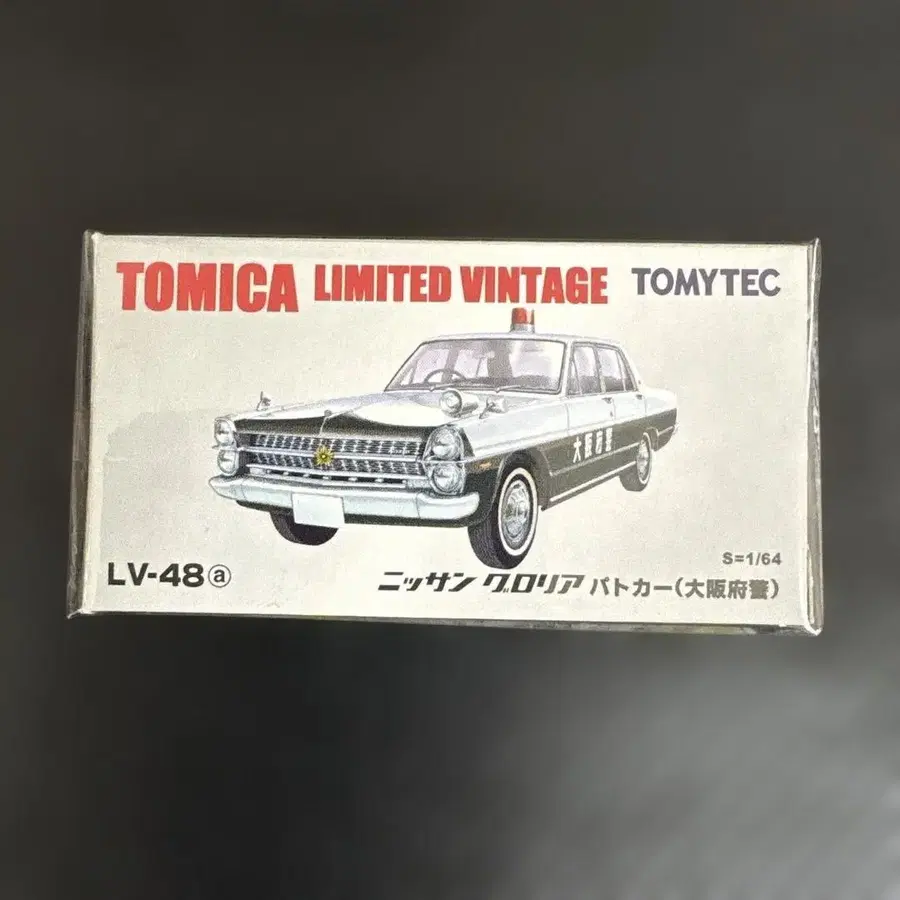 TOMICA LIMITED VINTAGE TOMYTEC
大阪府警
S=1/64
LV-48ⓐ ニッサン グロリア パトカー(大阪府警)